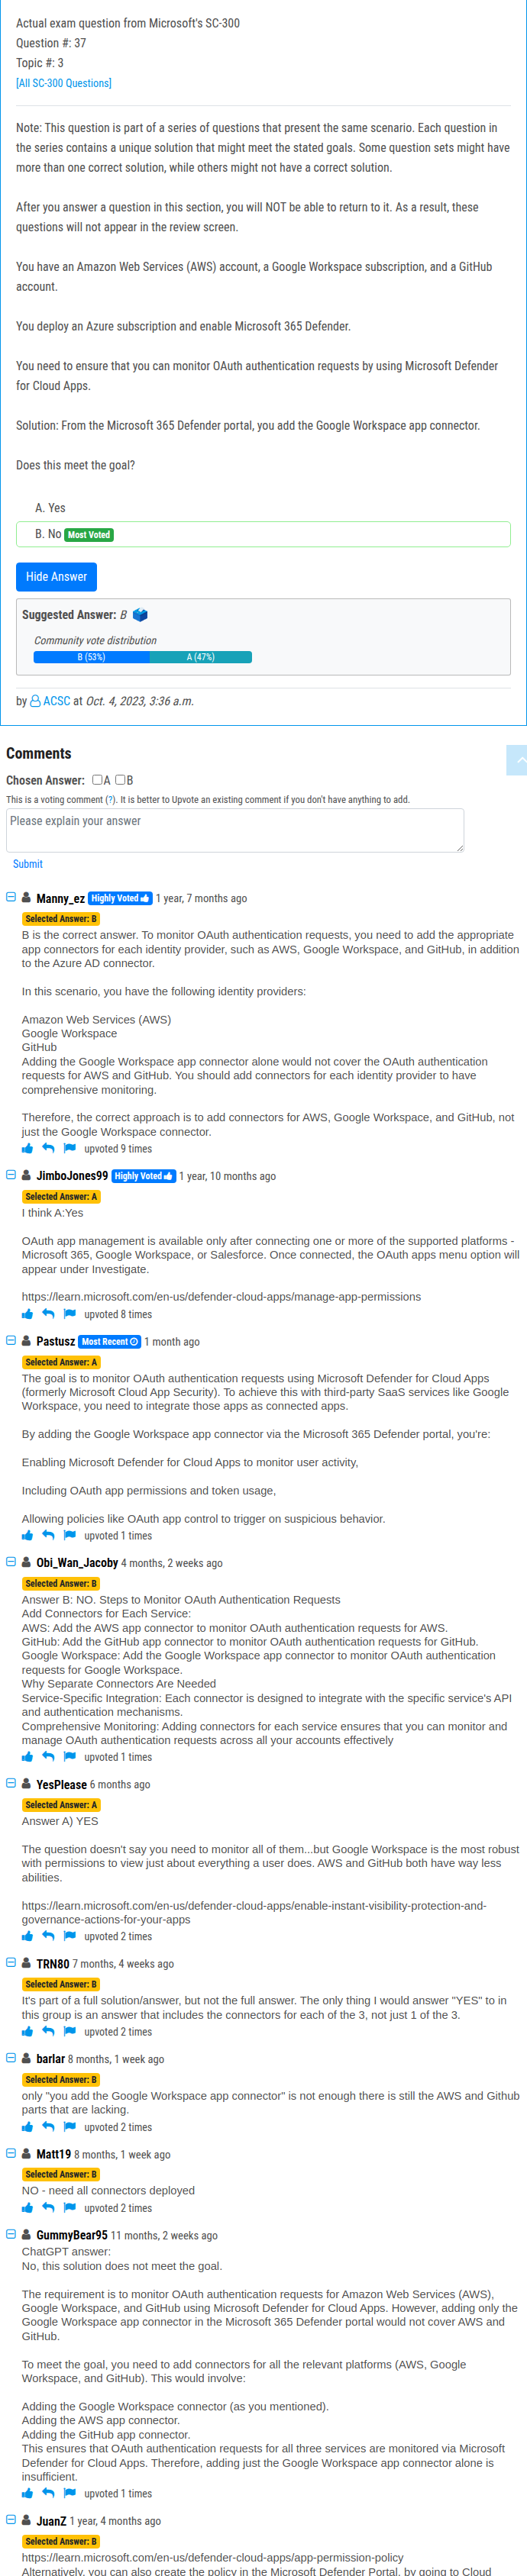 Actual exam question from Microsoft's SC-300
Question #: 37
Topic #: 3
[All SC-300 Questions]
Note: This question is part of a series of questions that present the same scenario. Each question in
the series contains a unique solution that might meet the stated goals. Some question sets might have
more than one correct solution, while others might not have a correct solution.
After you answer a question in this section, you will NOT be able to return to it. As a result, these
questions will not appear in the review screen.
You have an Amazon Web Services (AWS) account, a Google Workspace subscription, and a GitHub
account.
You deploy an Azure subscription and enable Microsoft 365 Defender.
You need to ensure that you can monitor OAuth authentication requests by using Microsoft Defender
for Cloud Apps.
Solution: From the Microsoft 365 Defender portal, you add the Google Workspace app connector.
Does this meet the goal?
A. Yes
B. No Most Voted
Hide Answer
Suggested Answer: B
Community vote distribution
B (53%) A (47%)
by ACSC at Oct. 4, 2023, 3:36 a.m.
Comments
Chosen Answer: A B
This is a voting comment (?). It is better to Upvote an existing comment if you don't have anything to add.
Please explain your answer
Submit
Manny_ez Highly Voted 1 year, 7 months ago
Selected Answer: B
B is the correct answer. To monitor OAuth authentication requests, you need to add the appropriate
app connectors for each identity provider, such as AWS, Google Workspace, and GitHub, in addition
to the Azure AD connector.
In this scenario, you have the following identity providers:
Amazon Web Services (AWS)
Google Workspace
GitHub
Adding the Google Workspace app connector alone would not cover the OAuth authentication
requests for AWS and GitHub. You should add connectors for each identity provider to have
comprehensive monitoring.
Therefore, the correct approach is to add connectors for AWS, Google Workspace, and GitHub, not
just the Google Workspace connector.
upvoted 9 times
JimboJones99 Highly Voted 1 year, 10 months ago
Selected Answer: A
I think A:Yes
OAuth app management is available only after connecting one or more of the supported platforms -
Microsoft 365, Google Workspace, or Salesforce. Once connected, the OAuth apps menu option will
appear under Investigate.
https://learn.microsoft.com/en-us/defender-cloud-apps/manage-app-permissions
upvoted 8 times
Pastusz Most Recent 1 month ago
Selected Answer: A
The goal is to monitor OAuth authentication requests using Microsoft Defender for Cloud Apps
(formerly Microsoft Cloud App Security). To achieve this with third-party SaaS services like Google
Workspace, you need to integrate those apps as connected apps.
By adding the Google Workspace app connector via the Microsoft 365 Defender portal, you're:
Enabling Microsoft Defender for Cloud Apps to monitor user activity,
Including OAuth app permissions and token usage,
Allowing policies like OAuth app control to trigger on suspicious behavior.
upvoted 1 times
Obi_Wan_Jacoby 4 months, 2 weeks ago
Selected Answer: B
Answer B: NO. Steps to Monitor OAuth Authentication Requests
Add Connectors for Each Service:
AWS: Add the AWS app connector to monitor OAuth authentication requests for AWS.
GitHub: Add the GitHub app connector to monitor OAuth authentication requests for GitHub.
Google Workspace: Add the Google Workspace app connector to monitor OAuth authentication
requests for Google Workspace.
Why Separate Connectors Are Needed
Service-Specific Integration: Each connector is designed to integrate with the specific service's API
and authentication mechanisms.
Comprehensive Monitoring: Adding connectors for each service ensures that you can monitor and
manage OAuth authentication requests across all your accounts effectively
upvoted 1 times
YesPlease 6 months ago
Selected Answer: A
Answer A) YES
The question doesn't say you need to monitor all of them...but Google Workspace is the most robust
with permissions to view just about everything a user does. AWS and GitHub both have way less
abilities.
https://learn.microsoft.com/en-us/defender-cloud-apps/enable-instant-visibility-protection-and-
governance-actions-for-your-apps
upvoted 2 times
TRN80 7 months, 4 weeks ago
Selected Answer: B
It's part of a full solution/answer, but not the full answer. The only thing I would answer "YES" to in
this group is an answer that includes the connectors for each of the 3, not just 1 of the 3.
upvoted 2 times
barlar 8 months, 1 week ago
Selected Answer: B
only "you add the Google Workspace app connector" is not enough there is still the AWS and Github
parts that are lacking.
upvoted 2 times
Matt19 8 months, 1 week ago
Selected Answer: B
NO - need all connectors deployed
upvoted 2 times
GummyBear95 11 months, 2 weeks ago
ChatGPT answer:
No, this solution does not meet the goal.
The requirement is to monitor OAuth authentication requests for Amazon Web Services (AWS),
Google Workspace, and GitHub using Microsoft Defender for Cloud Apps. However, adding only the
Google Workspace app connector in the Microsoft 365 Defender portal would not cover AWS and
GitHub.
To meet the goal, you need to add connectors for all the relevant platforms (AWS, Google
Workspace, and GitHub). This would involve:
Adding the Google Workspace connector (as you mentioned).
Adding the AWS app connector.
Adding the GitHub app connector.
This ensures that OAuth authentication requests for all three services are monitored via Microsoft
Defender for Cloud Apps. Therefore, adding just the Google Workspace app connector alone is
insufficient.
upvoted 1 times
JuanZ 1 year, 4 months ago
Selected Answer: B
https://learn.microsoft.com/en-us/defender-cloud-apps/app-permission-policy
Alternatively, you can also create the policy in the Microsoft Defender Portal, by going to Cloud